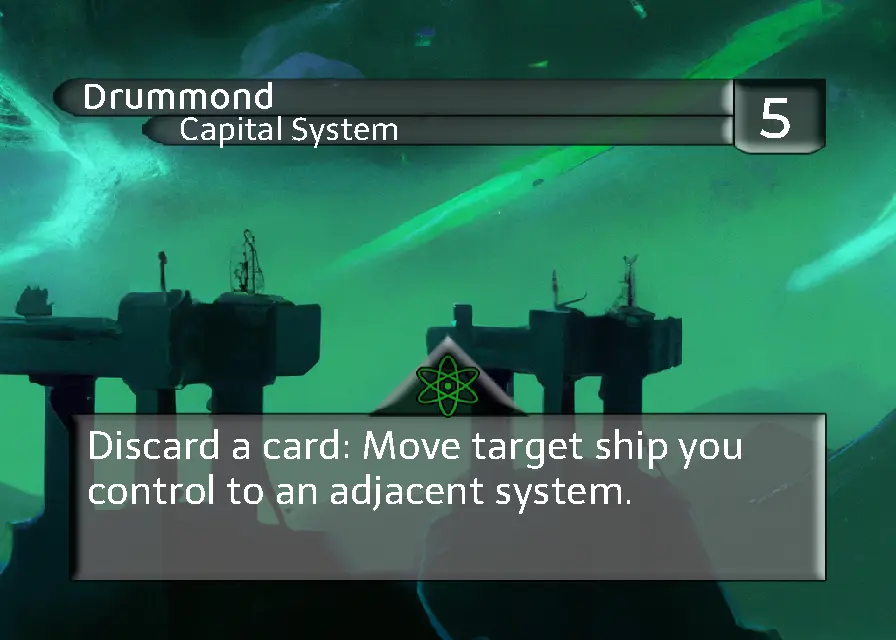 Drummond
Capital System
5
Discard a card: Move target ship you
control to an adjacent system.